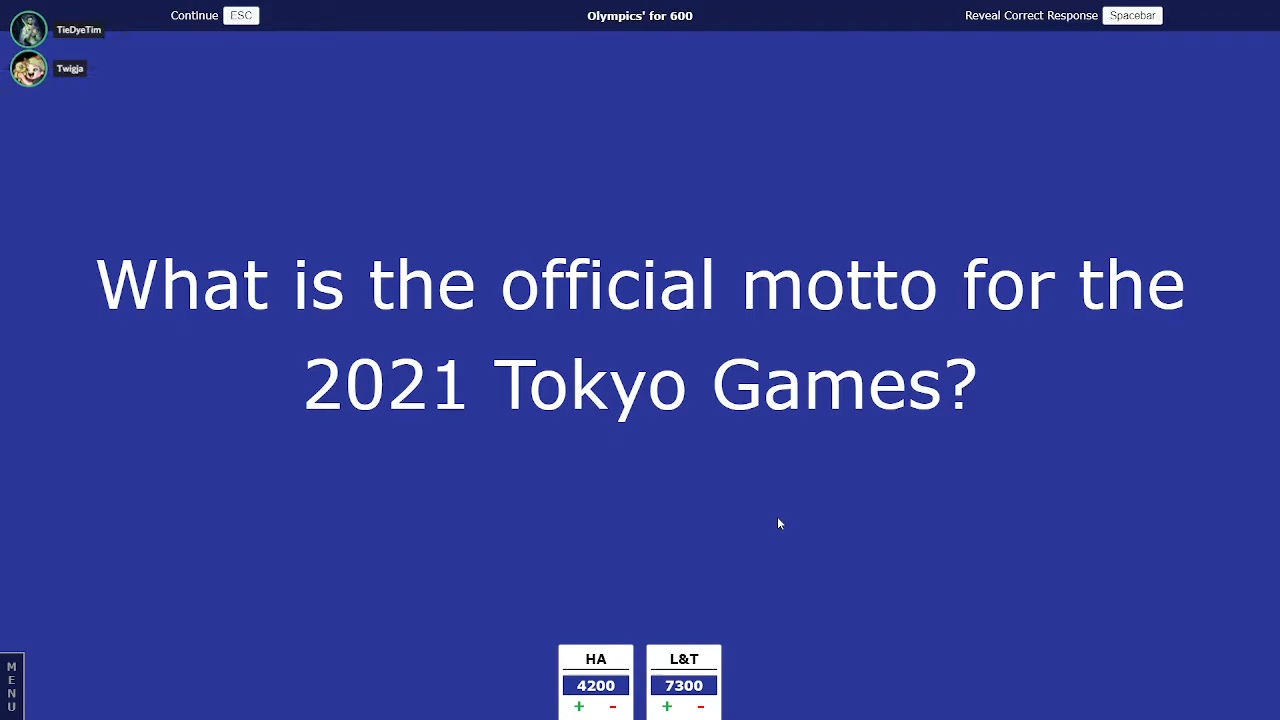 Continue ESC
Olympics' for 600
Reveal Correct Response Spacebar
TieDyeTim
Twigja
What is the official motto for the
2021 Tokyo Games?
HA
4200
+ -
L&T
7300
+ -
MENU